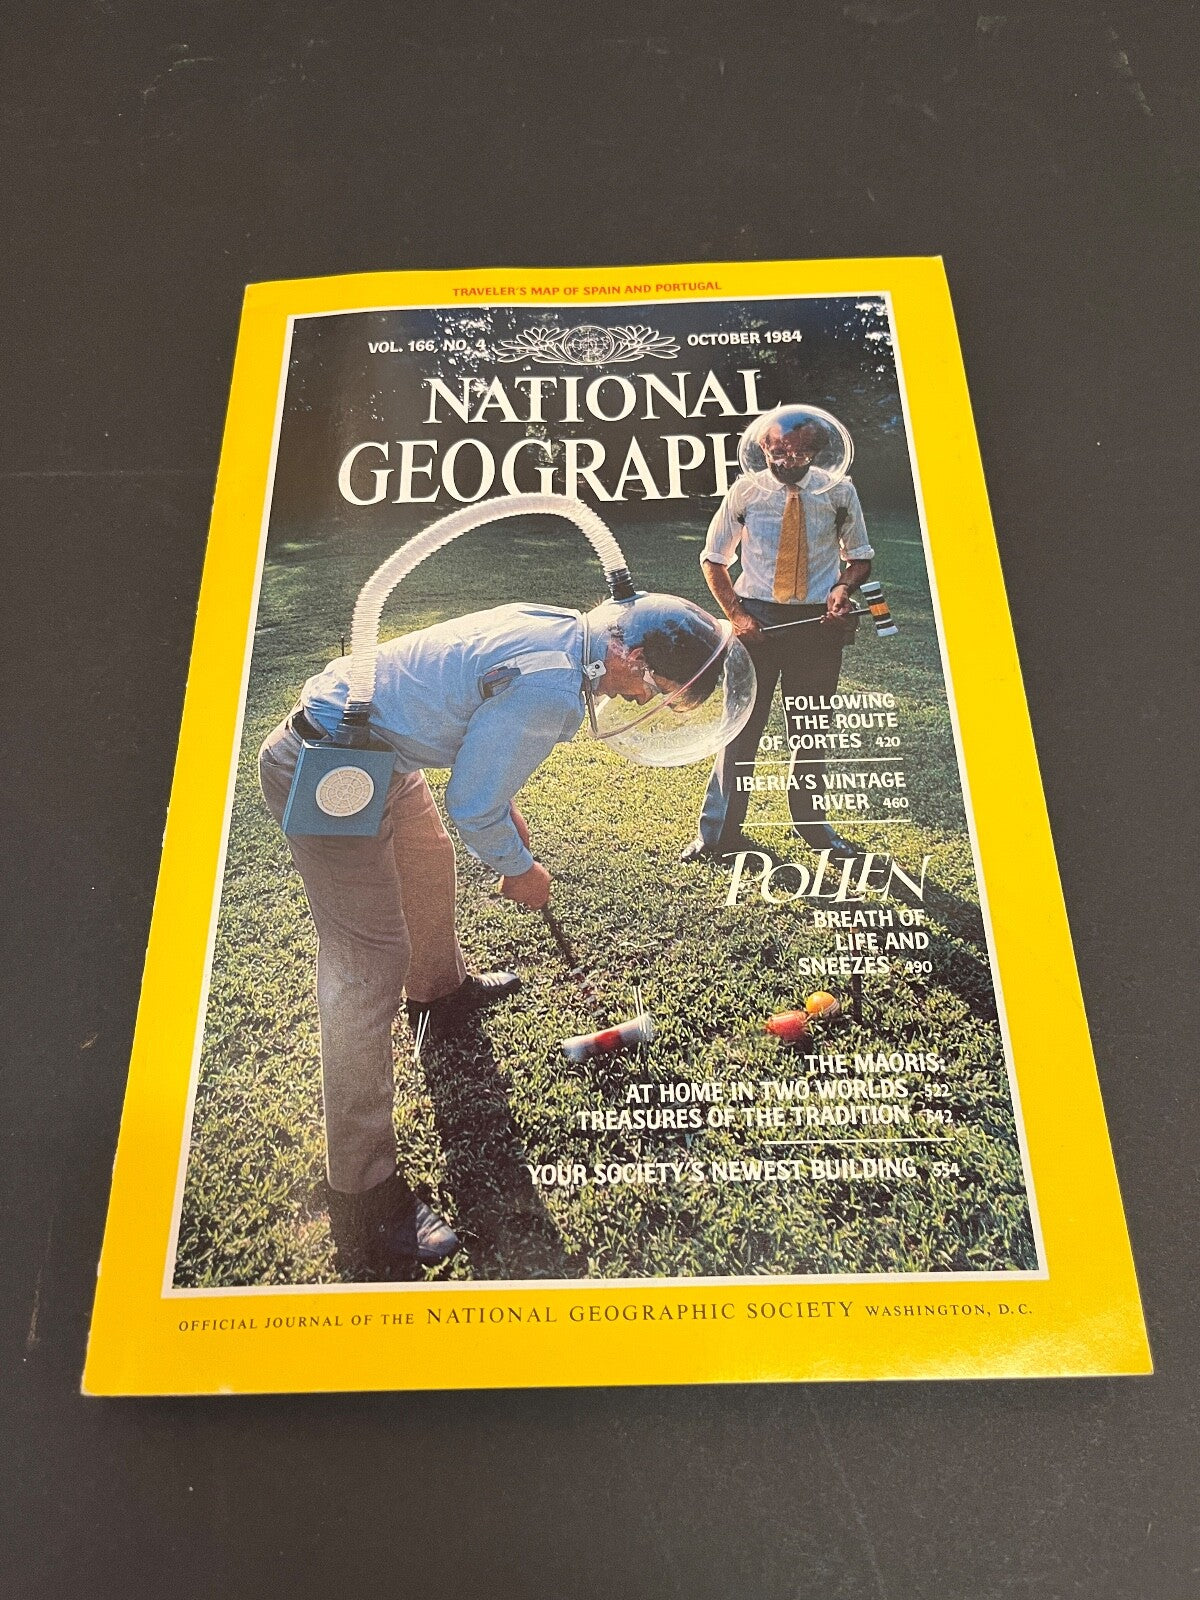 TRAVELER'S MAP OF SPAIN AND PORTUGAL
VOL. 166, NO. 4
OCTOBER 1984
NATIONAL
GEOGRAPH
FOLLOWING
THE ROUTE
OF CORTÉS 420
IBERIA'S VINTAGE
RIVER 460
POLLEN
BREATH OF
LIFE AND
SNEEZES 490
THE MAORIS:
AT HOME IN TWO WORLDS 522
TREASURES OF THE TRADITION 542
YOUR SOCIETY'S NEWEST BUILDING 554
OFFICIAL JOURNAL OF THE NATIONAL GEOGRAPHIC SOCIETY WASHINGTON, D.C.